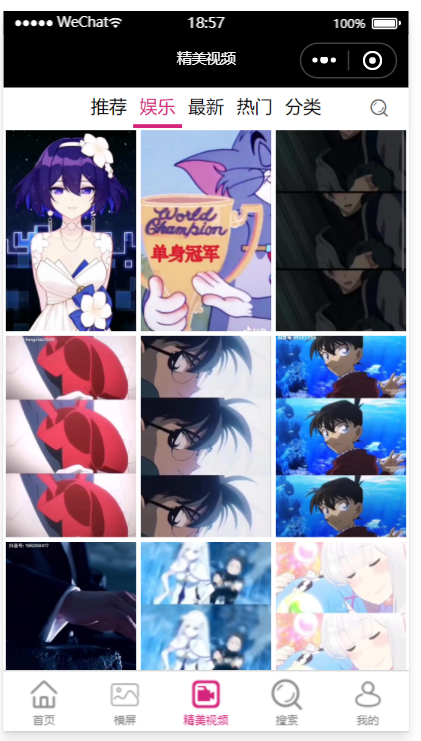 WeChat 18:57 100%
精美视频
推荐 娱乐 最新 热门 分类
World
Champion
单身冠军
首页 横屏 精美视频 搜索 我的